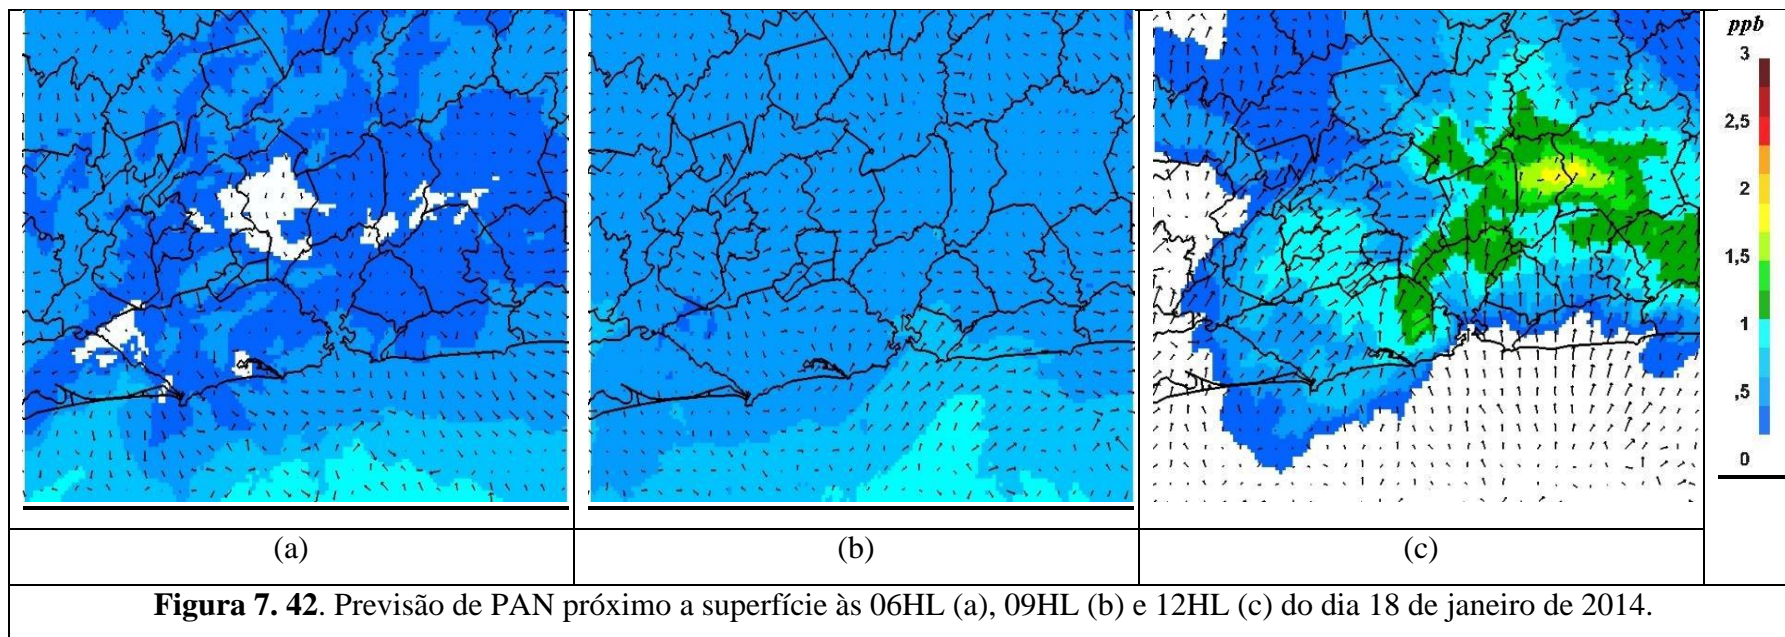 ppb
3
2,5
2
1,5
1
,5
0
(a) (b) (c)
Figura 7. 42. Previsão de PAN próximo a superfície às 06HL (a), 09HL (b) e 12HL (c) do dia 18 de janeiro de 2014.